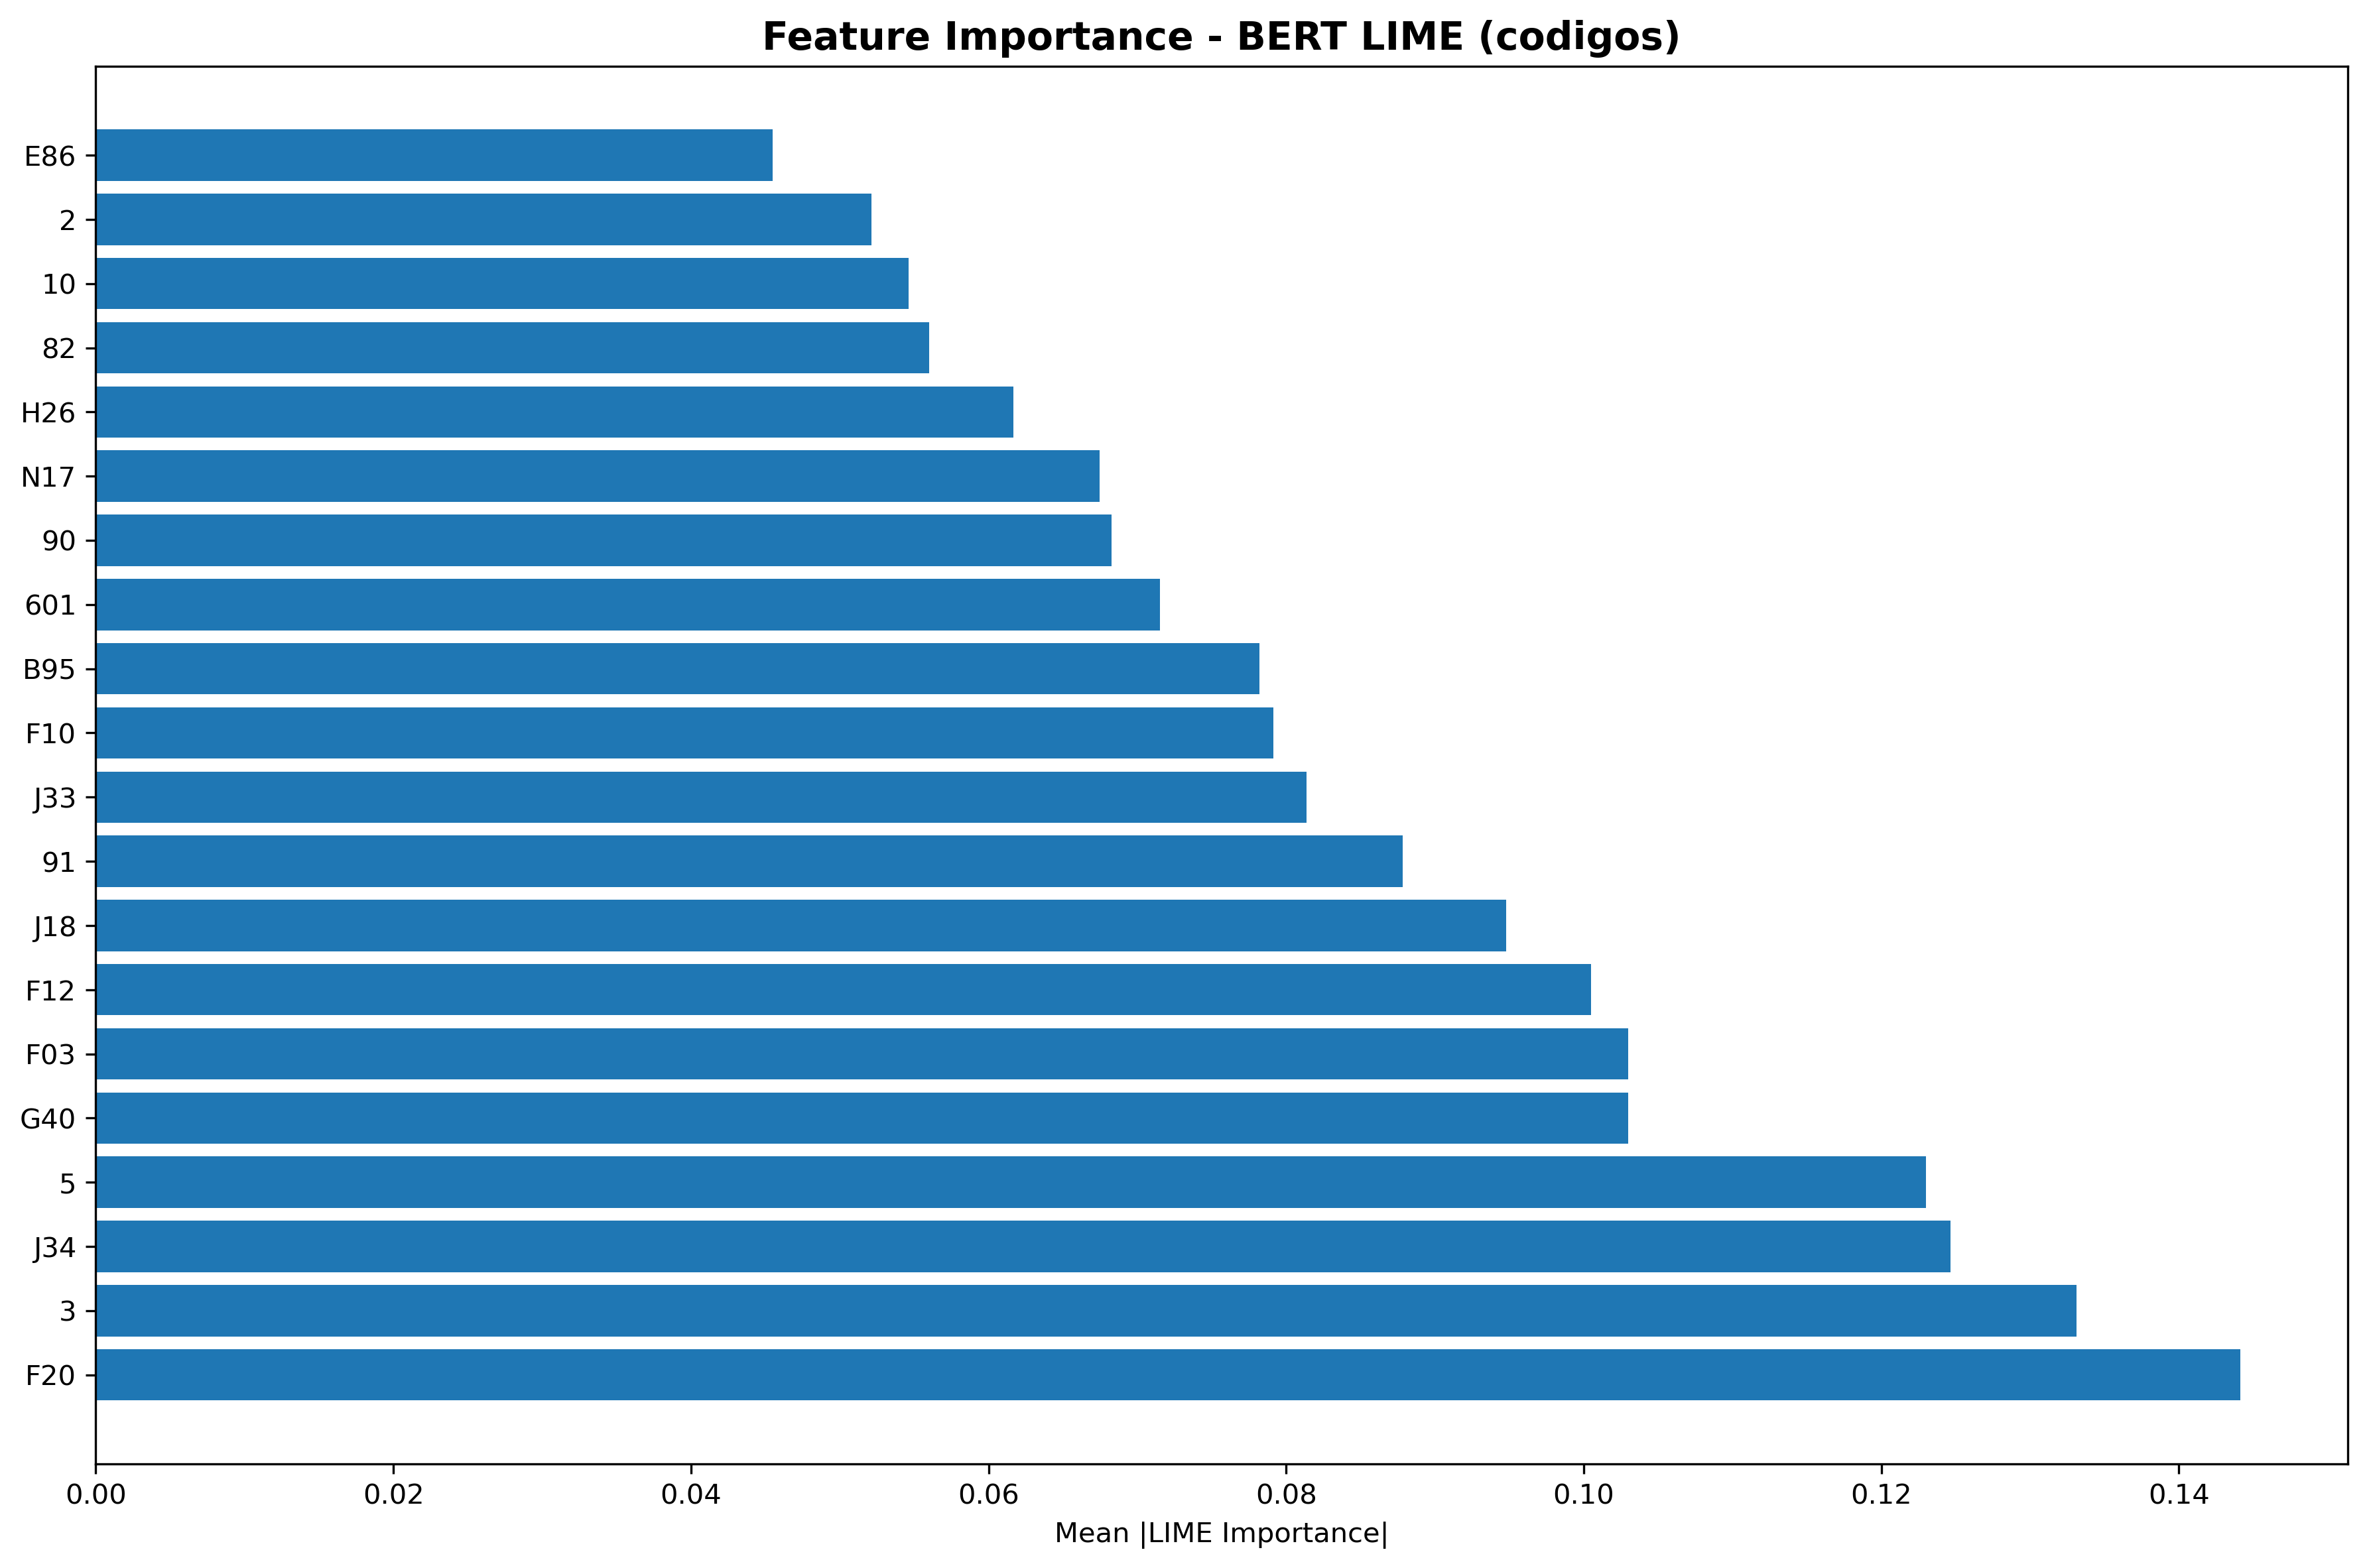 Feature Importance - BERT LIME (codigos)
E86
2
10
82
H26
N17
90
601
B95
F10
J33
91
J18
F12
F03
G40
5
J34
3
F20
0.00 0.02 0.04 0.06 0.08 0.10 0.12 0.14
Mean |LIME Importance|